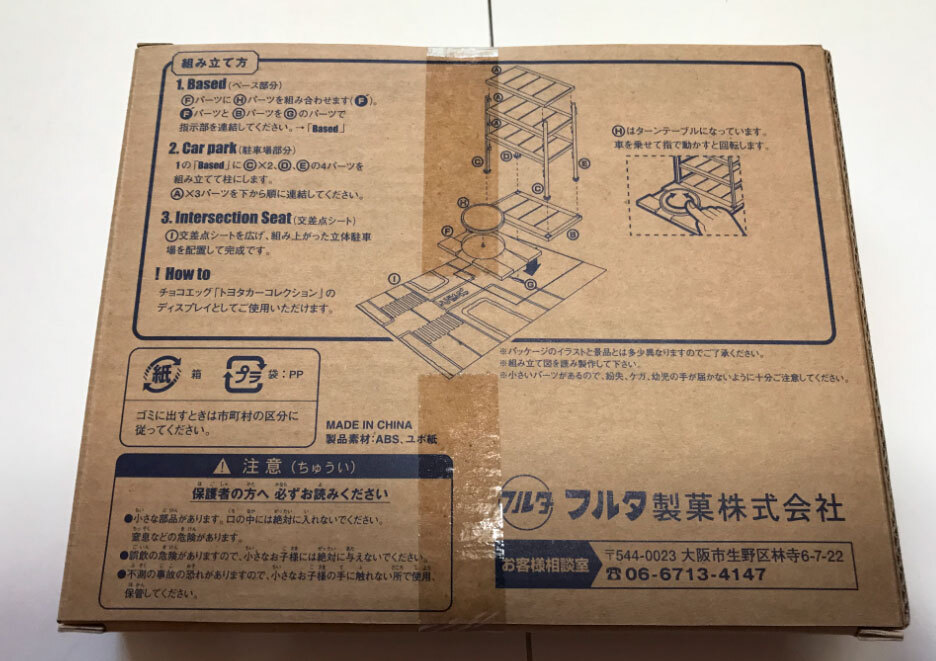 組み立て方
1. Based (ベース部分)
ⒻパーツにⒽパーツを組み合わせます(Ⓕ')。
Ⓕ'パーツとⒷパーツをⒼのパーツで
指示部を連結してください。→「Based」
2. Car park (駐車場部分)
1の「Based」にⒸ×2、Ⓓ、Ⓔの4パーツを
組み立てて柱にします。
Ⓐ×3パーツを下から順に連結してください。
3. Intersection Seat (交差点シート)
Ⓘ交差点シートを広げ、組み上がった立体駐車
場を配置して完成です。
! How to
チョコエッグ「トヨタカーコレクション」の
ディスプレイとしてご使用いただけます。
Ⓐ
Ⓐ
Ⓐ
Ⓒ
Ⓓ
Ⓔ
Ⓒ
Ⓗ
Ⓕ
Ⓑ
Ⓖ
Ⓘ
Ⓗはターンテーブルになっています。
車を乗せて指で動かすと回転します。
※パッケージのイラストと景品とは多少異なりますのでご了承ください。
※組み立て図を読み製作して下さい。
※小さいパーツがあるので、紛失、ケガ、幼児の手が届かないように十分ご注意してください。
紙 箱 プラ 袋:PP
ゴミに出すときは市町村の区分に
従ってください。
MADE IN CHINA
製品素材:ABS、ユポ紙
注意(ちゅうい)
保護者の方へ 必ずお読みください
●小さな部品があります。口の中には絶対に入れないでください。
窒息などの危険があります。
●誤飲の危険がありますので、小さなお子様には絶対に与えないでください。
●不測の事故の恐れがありますので、小さなお子様の手に触れない所で使用、
保管してください。
フルタ フルタ製菓株式会社
お客様相談室
〒544-0023 大阪市生野区林寺6-7-22
☎06-6713-4147